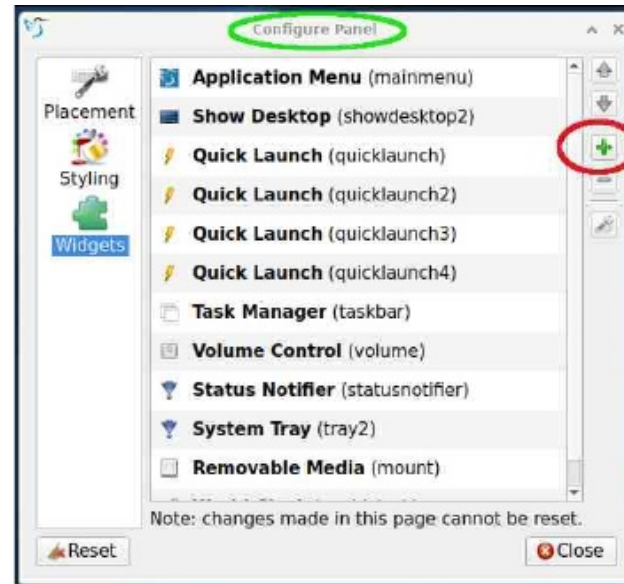 Configure Panel
Placement
Styling
Widgets
Application Menu (mainmenu)
Show Desktop (showdesktop2)
Quick Launch (quicklaunch)
Quick Launch (quicklaunch2)
Quick Launch (quicklaunch3)
Quick Launch (quicklaunch4)
Task Manager (taskbar)
Volume Control (volume)
Status Notifier (statusnotifier)
System Tray (tray2)
Removable Media (mount)
Note: changes made in this page cannot be reset.
Reset
Close